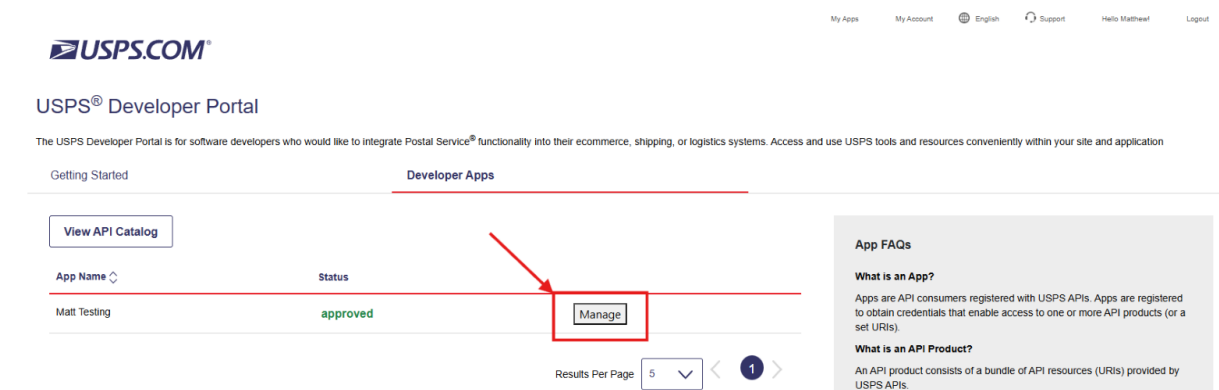 My Apps My Account English Support Hello Matthew! Logout
USPS.COM®
USPS® Developer Portal
The USPS Developer Portal is for software developers who would like to integrate Postal Service® functionality into their ecommerce, shipping, or logistics systems. Access and use USPS tools and resources conveniently within your site and application
Getting Started Developer Apps
View API Catalog
App Name Status
Matt Testing approved Manage
Results Per Page 5 1
App FAQs
What is an App?
Apps are API consumers registered with USPS APIs. Apps are registered
to obtain credentials that enable access to one or more API products (or a
set URIs).
What is an API Product?
An API product consists of a bundle of API resources (URIs) provided by
USPS APIs.